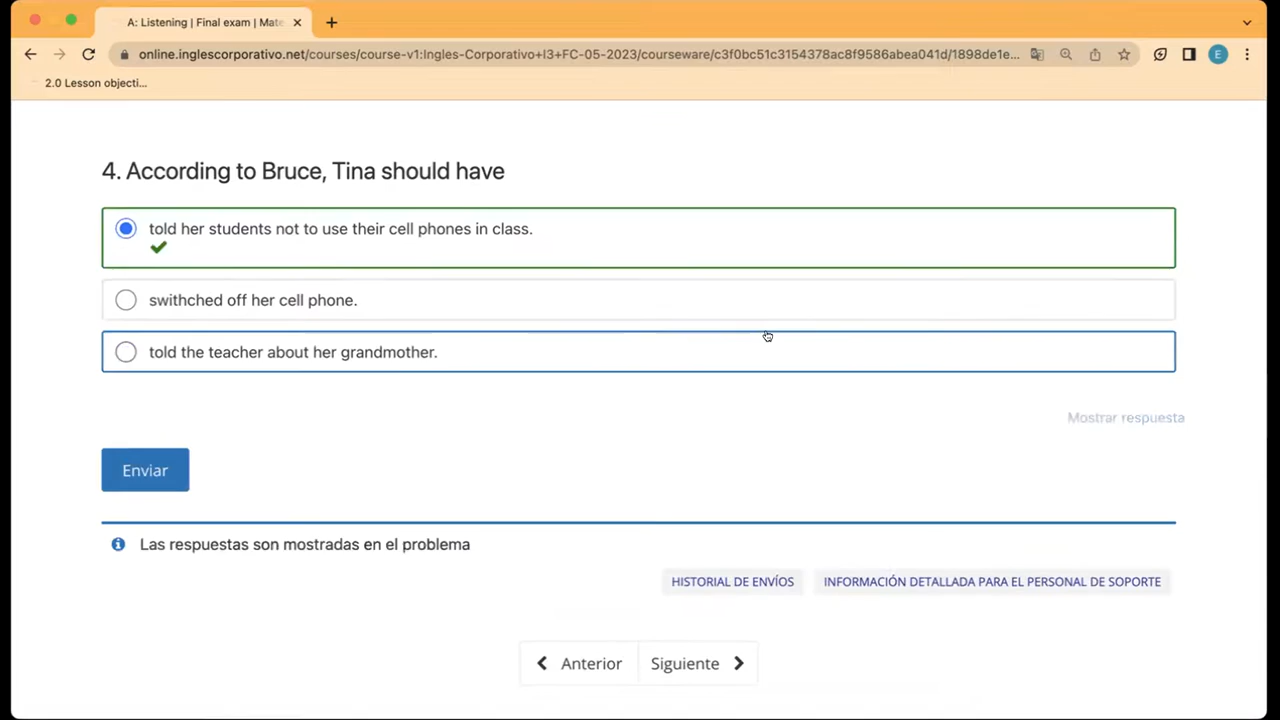 A: Listening | Final exam | Mate
online.inglescorporativo.net/courses/course-v1:Ingles-Corporativo+I3+FC-05-2023/courseware/c3f0bc51c3154378ac8f9586abea041d/1898de1e...
E
2.0 Lesson objecti...
4. According to Bruce, Tina should have
told her students not to use their cell phones in class.
swithched off her cell phone.
told the teacher about her grandmother.
Mostrar respuesta
Enviar
Las respuestas son mostradas en el problema
HISTORIAL DE ENVÍOS INFORMACIÓN DETALLADA PARA EL PERSONAL DE SOPORTE
Anterior Siguiente